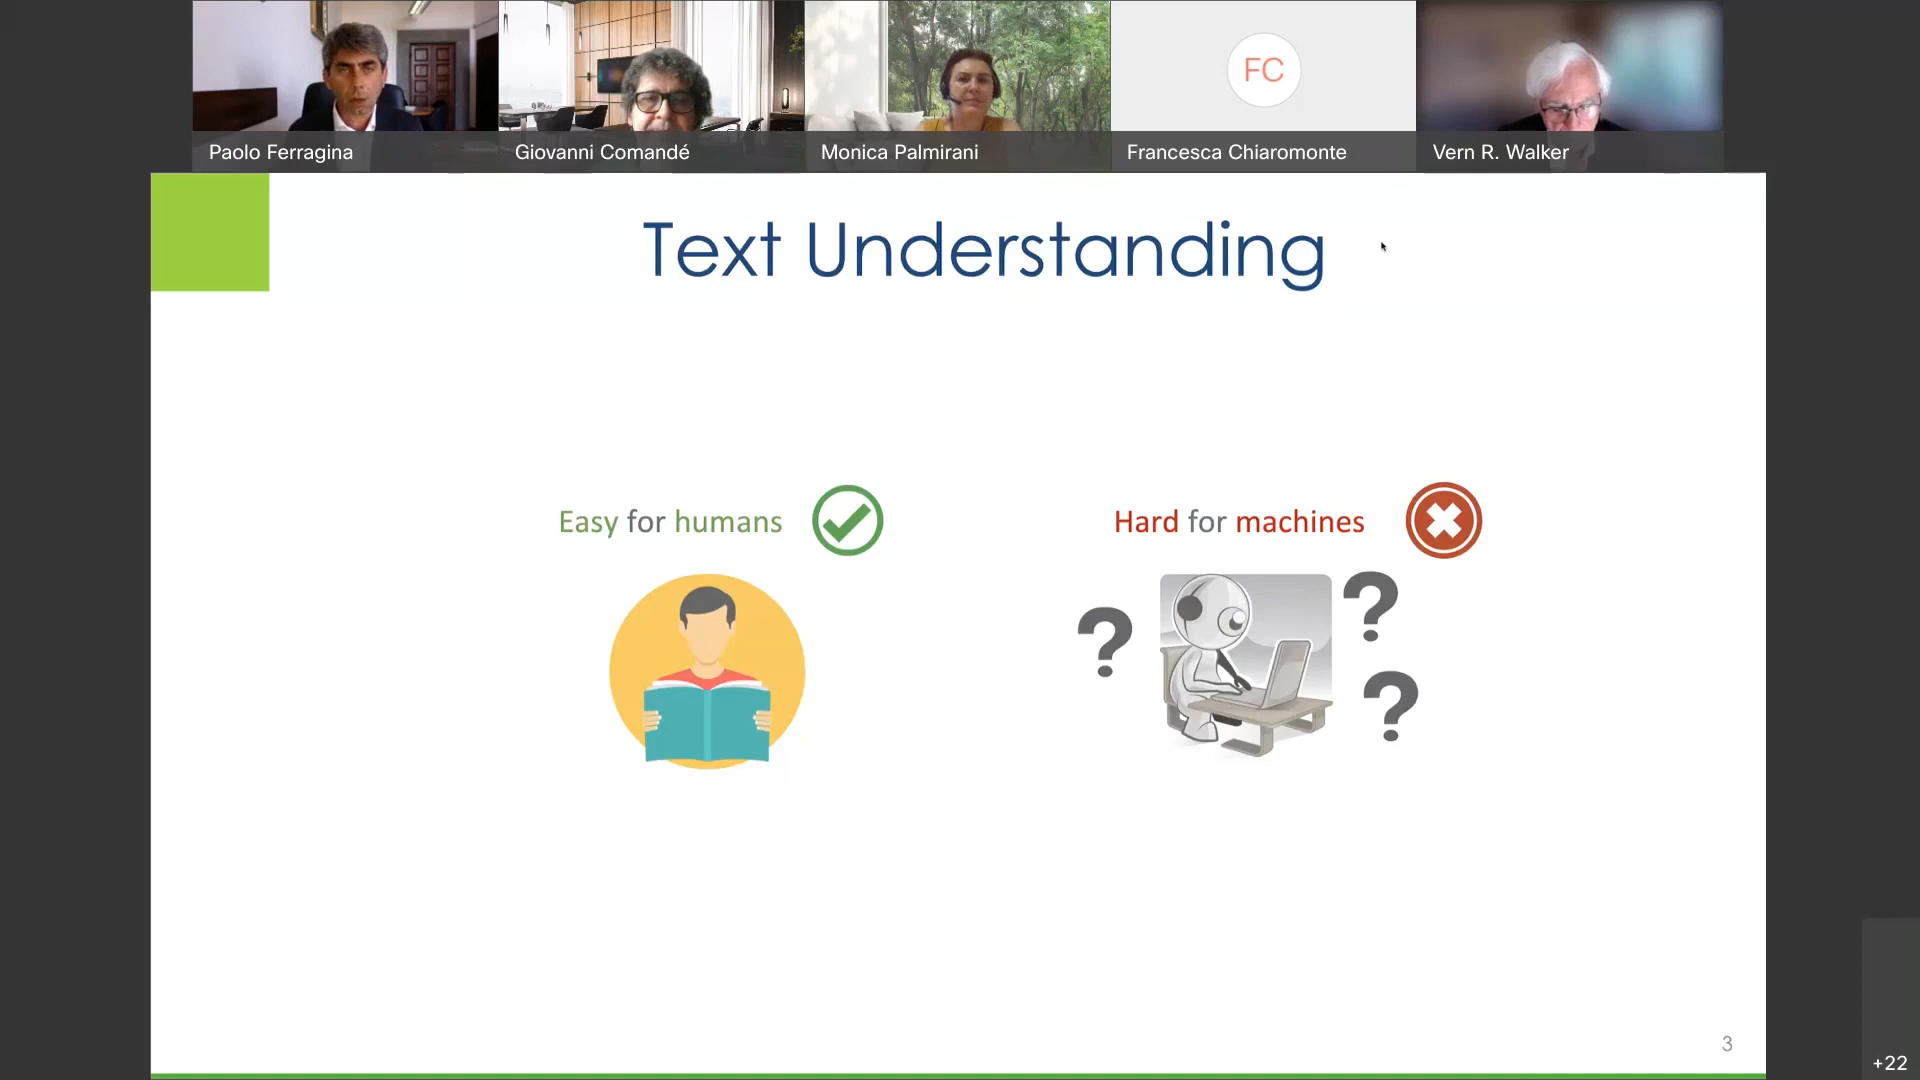 Paolo Ferragina
Giovanni Comandé
Monica Palmirani
FC
Francesca Chiaromonte
Vern R. Walker
Text Understanding
Easy for humans
Hard for machines
?
?
?
3
+22